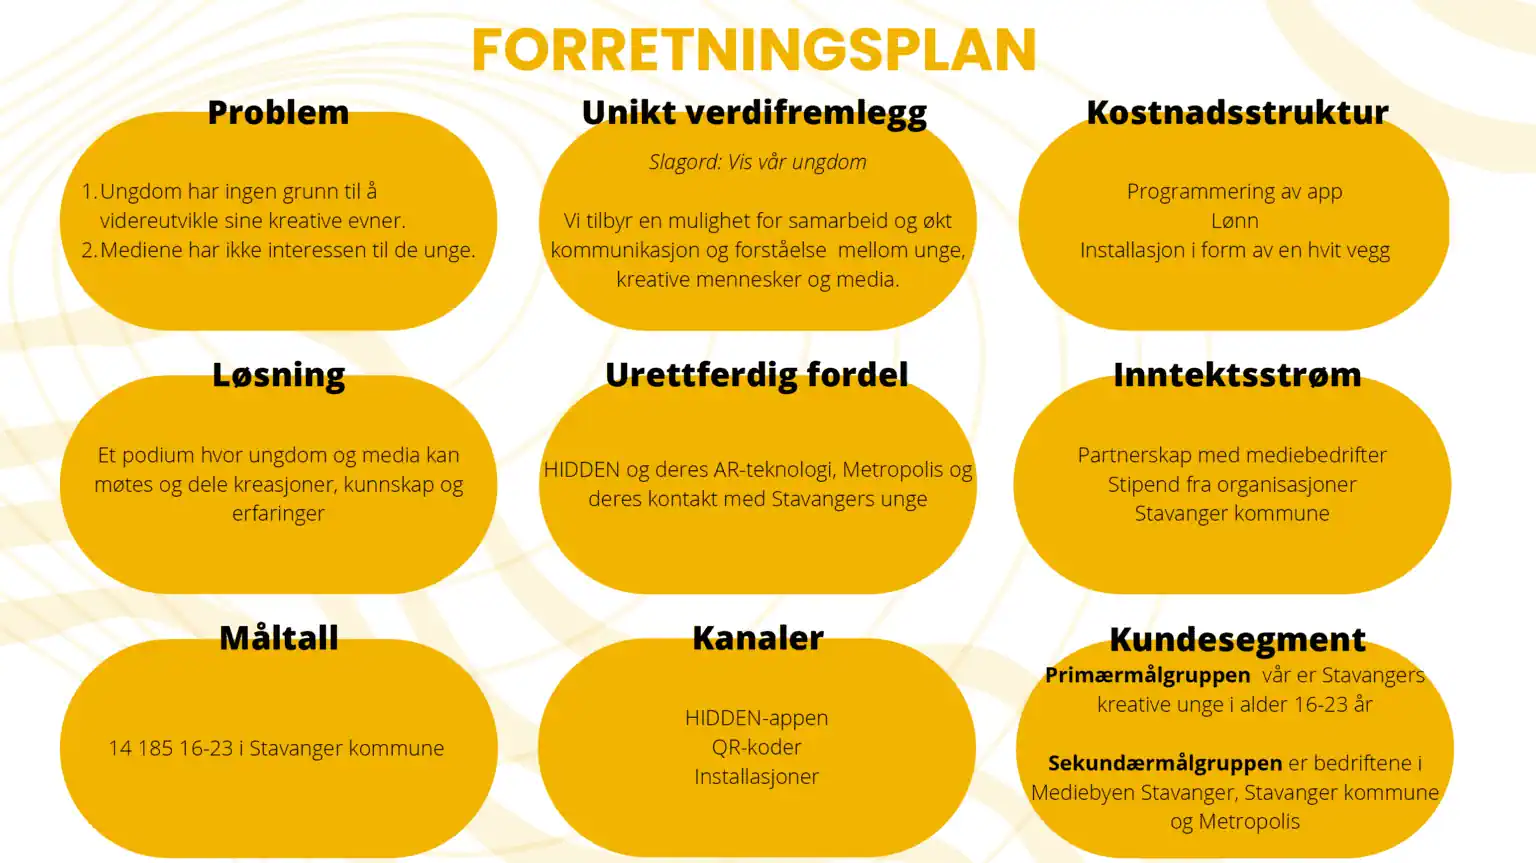 FORRETNINGSPLAN
Problem
1. Ungdom har ingen grunn til å
videreutvikle sine kreative evner.
2. Mediene har ikke interessen til de unge.
Unikt verdifremlegg
Slagord: Vis vår ungdom
Vi tilbyr en mulighet for samarbeid og økt
kommunikasjon og forståelse mellom unge,
kreative mennesker og media.
Kostnadsstruktur
Programmering av app
Lønn
Installasjon i form av en hvit vegg
Løsning
Et podium hvor ungdom og media kan
møtes og dele kreasjoner, kunnskap og
erfaringer
Urettferdig fordel
HIDDEN og deres AR-teknologi, Metropolis og
deres kontakt med Stavangers unge
Inntektsstrøm
Partnerskap med mediebedrifter
Stipend fra organisasjoner
Stavanger kommune
Måltall
14 185 16-23 i Stavanger kommune
Kanaler
HIDDEN-appen
QR-koder
Installasjoner
Kundesegment
Primærmålgruppen vår er Stavangers
kreative unge i alder 16-23 år
Sekundærmålgruppen er bedriftene i
Mediebyen Stavanger, Stavanger kommune
og Metropolis